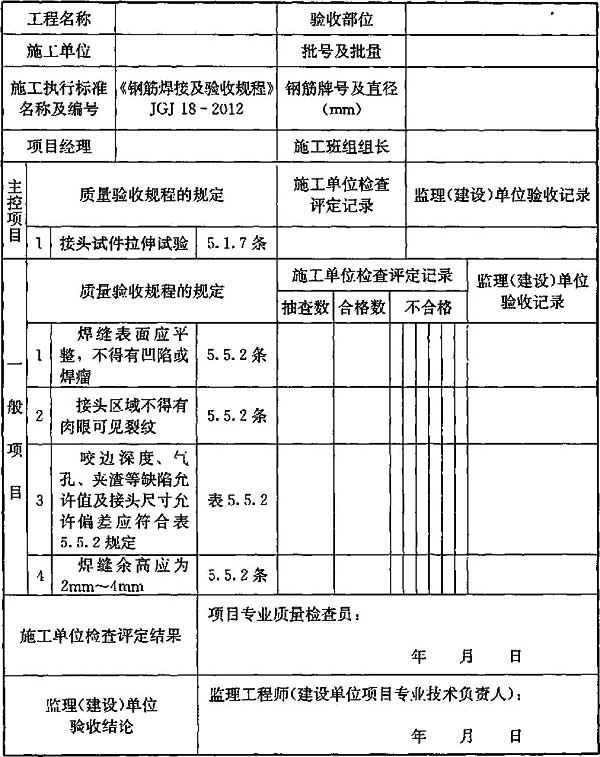 工程名称 验收部位
施工单位 批号及批量
施工执行标准
名称及编号
《钢筋焊接及验收规程》
JGJ 18-2012
钢筋牌号及直径
(mm)
项目经理 施工班组组长
主控项目
质量验收规程的规定
施工单位检查
评定记录
监理(建设)单位验收记录
1 接头试件拉伸试验 5.1.7条
一般项目
质量验收规程的规定
施工单位检查评定记录
抽查数 合格数 不合格
监理(建设)单位
验收记录
1
焊缝表面应平
整，不得有凹陷或
焊瘤
5.5.2条
2
接头区域不得有
肉眼可见裂纹
5.5.2条
3
咬边深度、气
孔、夹渣等缺陷允
许值及接头尺寸允
许偏差应符合表
5.5.2规定
表5.5.2
4
焊缝余高应为
2mm～4mm
5.5.2条
施工单位检查评定结果
项目专业质量检查员：
年 月 日
监理(建设)单位
验收结论
监理工程师(建设单位项目专业技术负责人)：
年 月 日